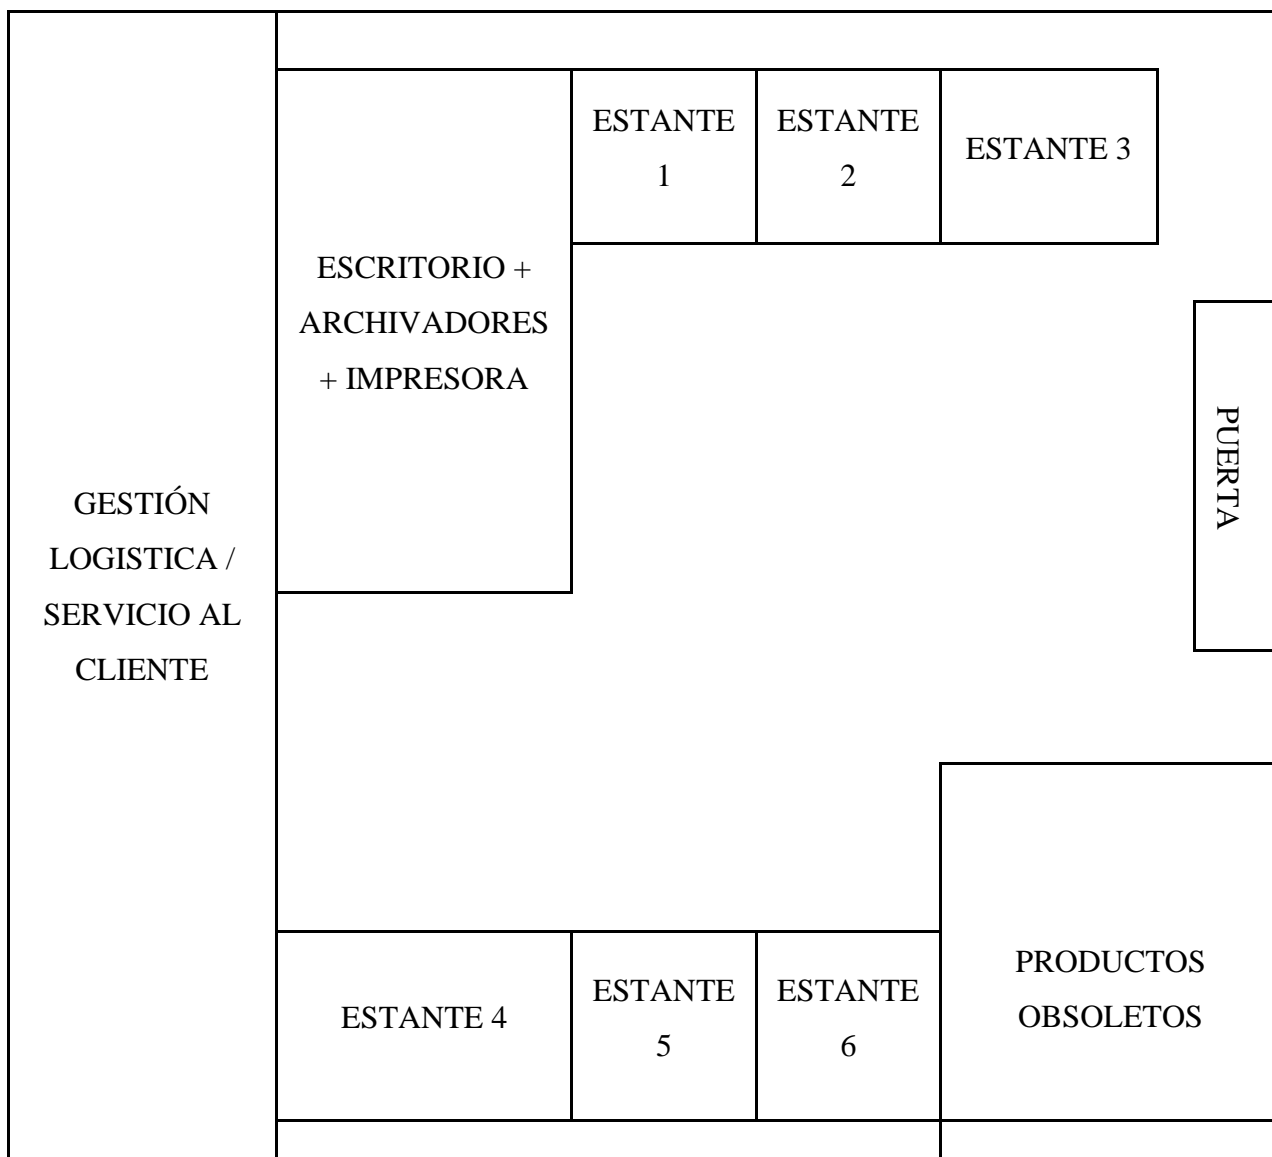 ESTANTE
1
ESTANTE
2
ESTANTE 3
ESCRITORIO +
ARCHIVADORES
+ IMPRESORA
PUERTA
GESTIÓN
LOGISTICA /
SERVICIO AL
CLIENTE
ESTANTE 4
ESTANTE
5
ESTANTE
6
PRODUCTOS
OBSOLETOS